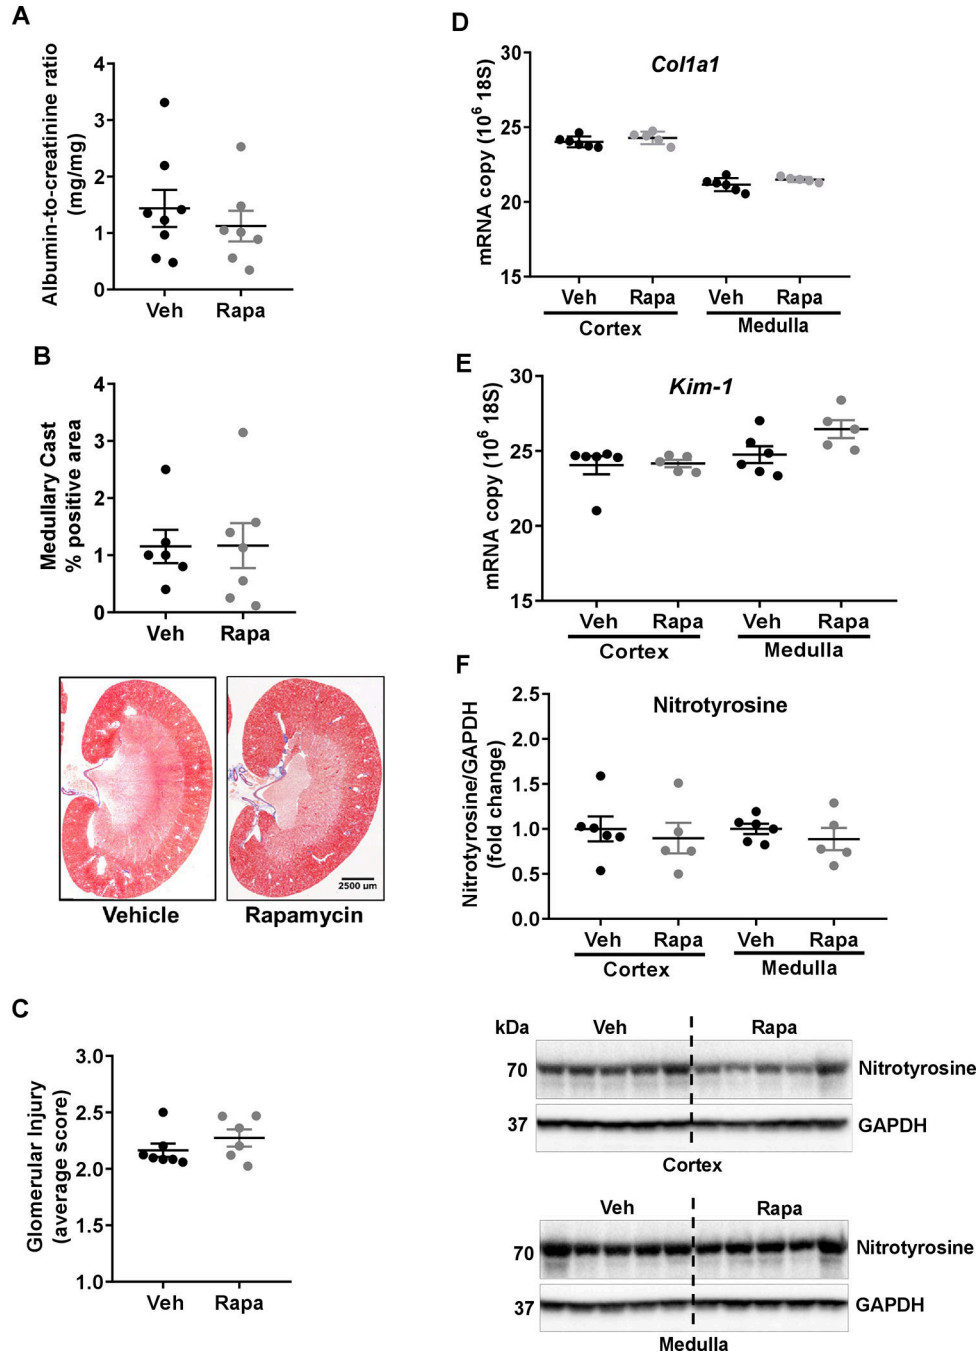 A
Albumin-to-creatinine ratio
(mg/mg)
4
3
2
1
0
Veh Rapa
B
Medullary Cast
% positive area
4
3
2
1
0
Veh Rapa
2500 µm
Vehicle Rapamycin
C
Glomerular Injury
(average score)
3.0
2.5
2.0
1.5
1.0
Veh Rapa
D
Col1a1
mRNA copy (10⁶ 18S)
30
25
20
15
Veh Rapa Veh Rapa
Cortex Medulla
E
Kim-1
mRNA copy (10⁶ 18S)
30
25
20
15
Veh Rapa Veh Rapa
Cortex Medulla
F
Nitrotyrosine
Nitrotyrosine/GAPDH
(fold change)
2.5
2.0
1.5
1.0
0.5
0.0
Veh Rapa Veh Rapa
Cortex Medulla
kDa Veh Rapa
70 Nitrotyrosine
37 GAPDH
Cortex
Veh Rapa
70 Nitrotyrosine
37 GAPDH
Medulla